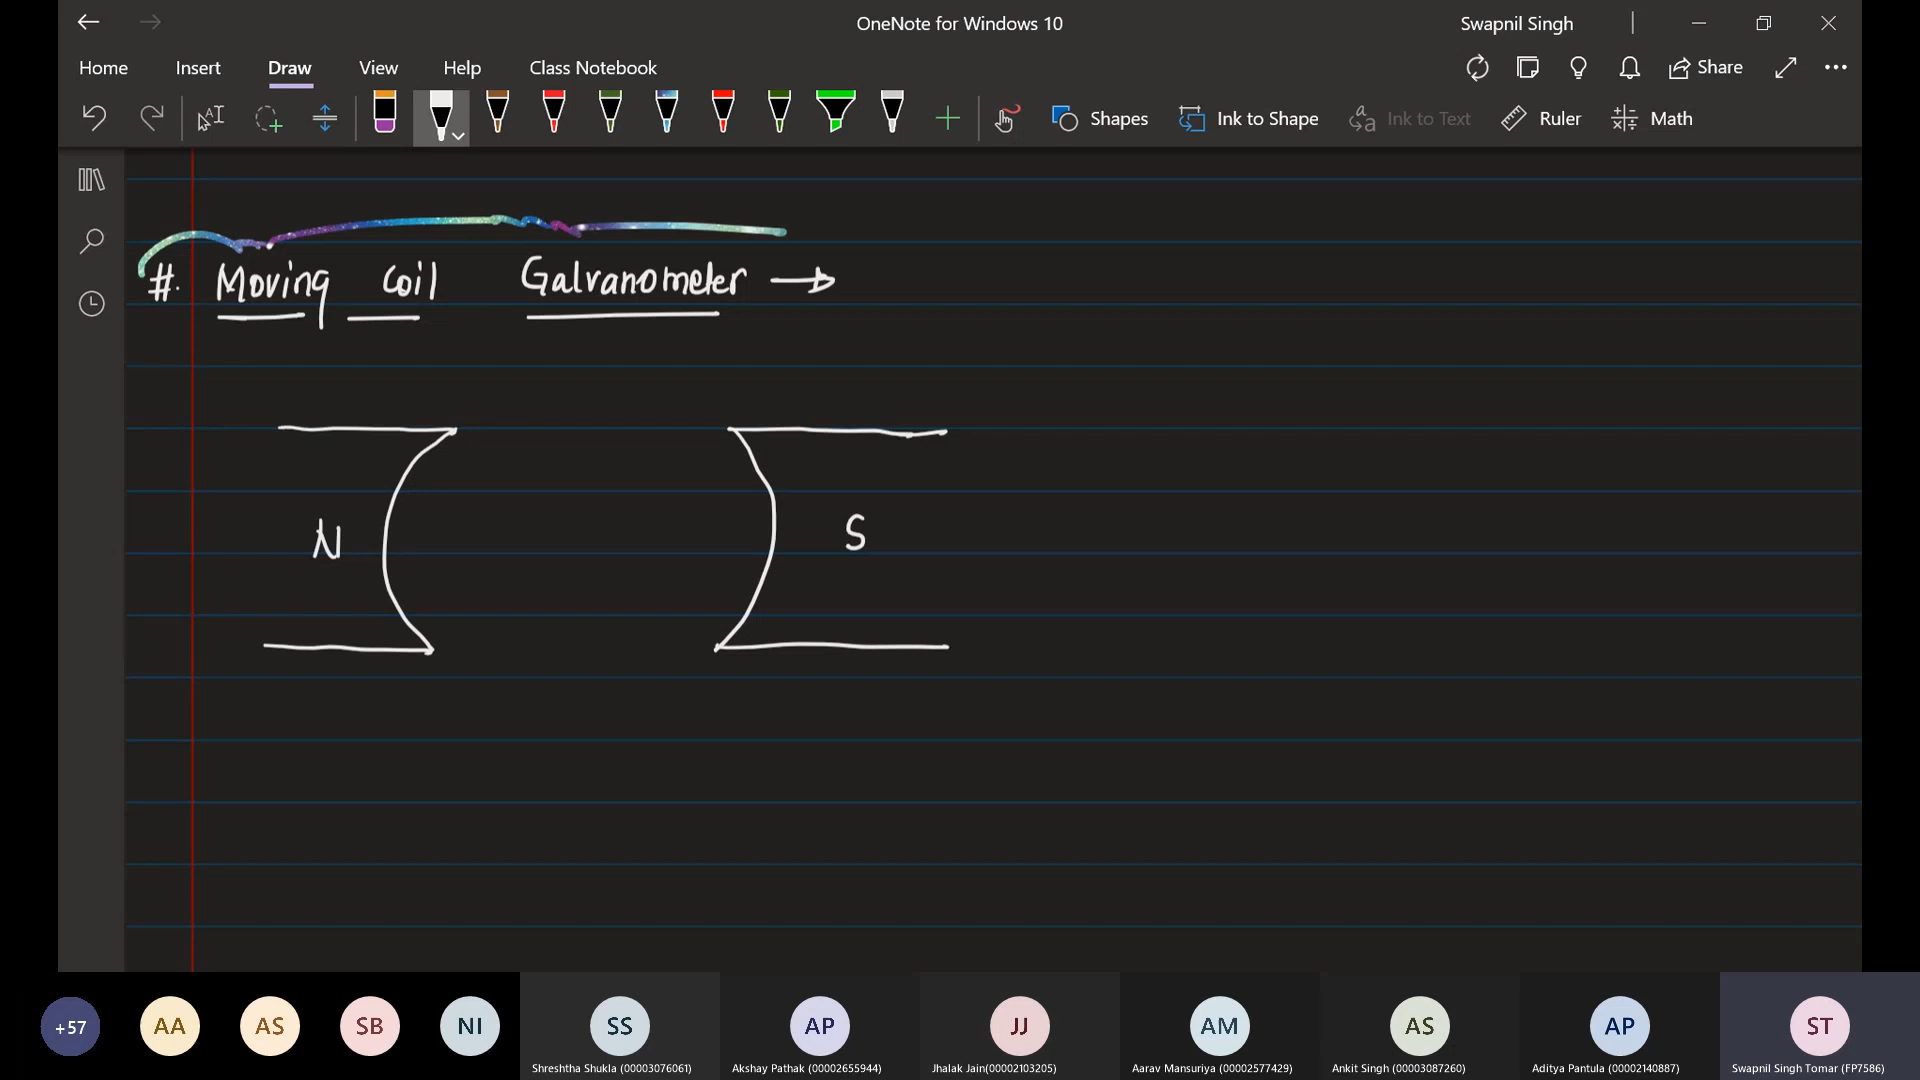 OneNote for Windows 10
Swapnil Singh
Home Insert Draw View Help Class Notebook
Share
Shapes Ink to Shape Ink to Text Ruler Math
#. Moving Coil Galvanometer →
N S
+57 AA AS SB NI SS AP JJ AM AS AP ST
Shreshtha Shukla (00003076061) Akshay Pathak (00002655944) Jhalak Jain(00002103205) Aarav Mansuriya (00002577429) Ankit Singh (00003087260) Aditya Pantula (00002140887) Swapnil Singh Tomar (FP7586)